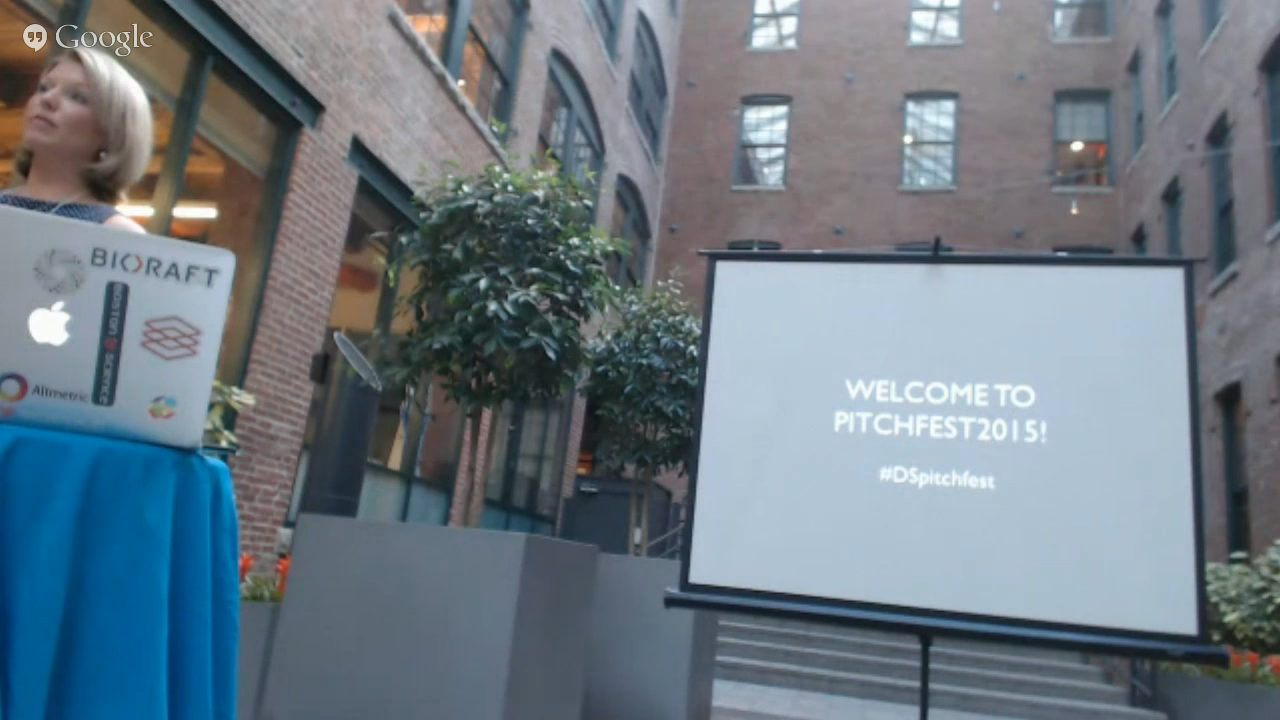 Google
BIORAFT
Altmetric
WELCOME TO
PITCHFEST2015!
#DSpitchfest